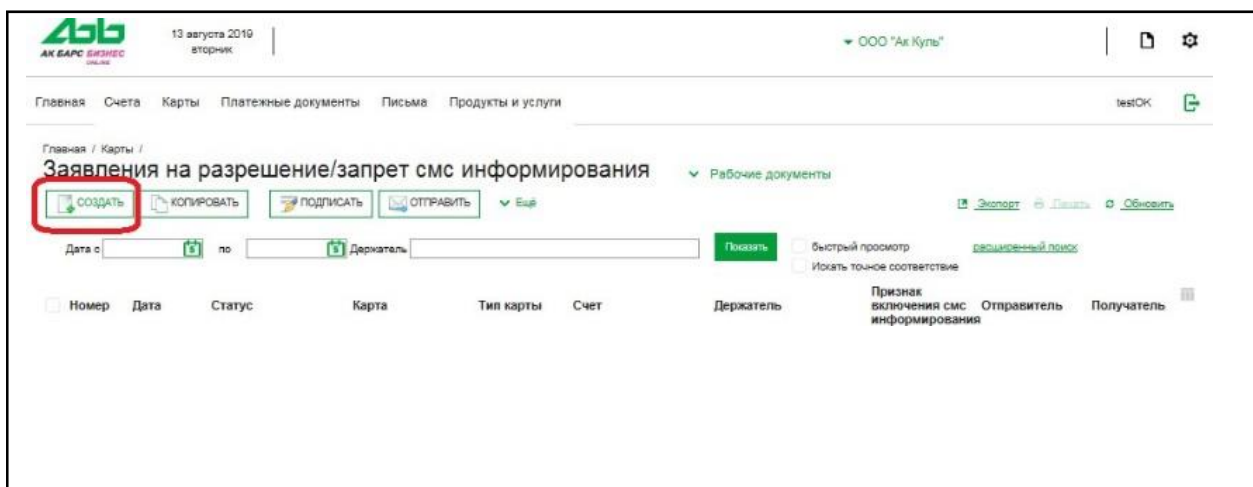 13 августа 2019
вторник
АК БАРС БИЗНЕС
ONLINE
ООО "Ак Куль"
Главная Счета Карты Платежные документы Письма Продукты и услуги testOK
Главная / Карты /
Заявления на разрешение/запрет смс информирования Рабочие документы
СОЗДАТЬ КОПИРОВАТЬ ПОДПИСАТЬ ОТПРАВИТЬ Ещё Экспорт Печать Обновить
Дата с по Держатель Показать быстрый просмотр расширенный поиск
Искать точное соответствие
Номер Дата Статус Карта Тип карты Счет Держатель Признак включения смс информирования Отправитель Получатель